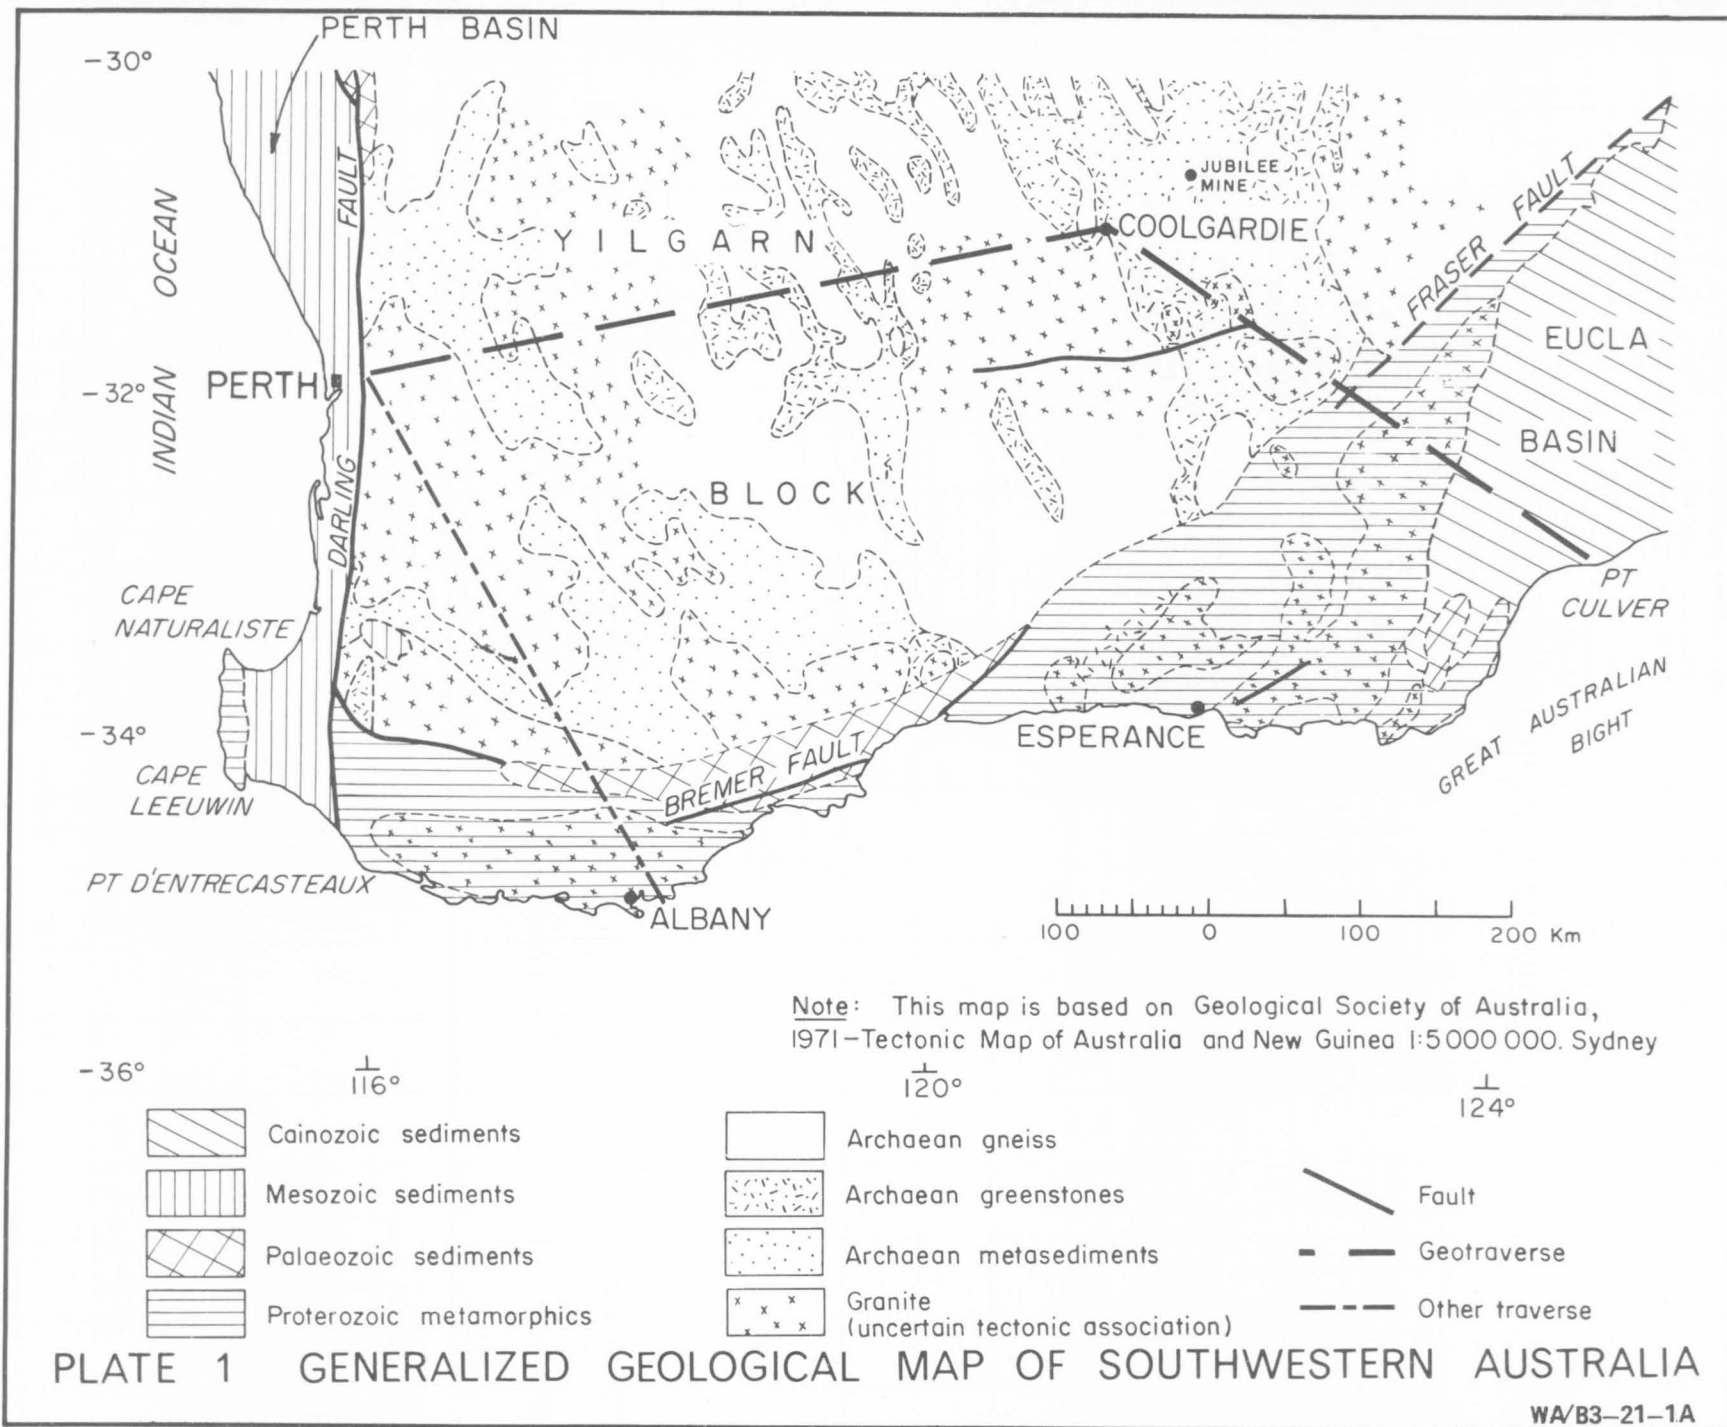 PERTH BASIN
-30°
FAULT
JUBILEE
MINE
COOLGARDIE
YILGARN
FRASER FAULT
INDIAN OCEAN
EUCLA
BASIN
-32°
PERTH
BLOCK
DARLING
CAPE
NATURALISTE
PT
CULVER
-34°
ESPERANCE
GREAT AUSTRALIAN
BIGHT
BREMER FAULT
CAPE
LEEUWIN
PT D'ENTRECASTEAUX
ALBANY
100 0 100 200 Km
Note: This map is based on Geological Society of Australia,
1971-Tectonic Map of Australia and New Guinea 1:5 000 000. Sydney
-36°
116°
120°
124°
Cainozoic sediments
Mesozoic sediments
Palaeozoic sediments
Proterozoic metamorphics
Archaean gneiss
Archaean greenstones
Archaean metasediments
Granite
(uncertain tectonic association)
Fault
Geotraverse
Other traverse
PLATE 1 GENERALIZED GEOLOGICAL MAP OF SOUTHWESTERN AUSTRALIA
WA/B3-21-1A